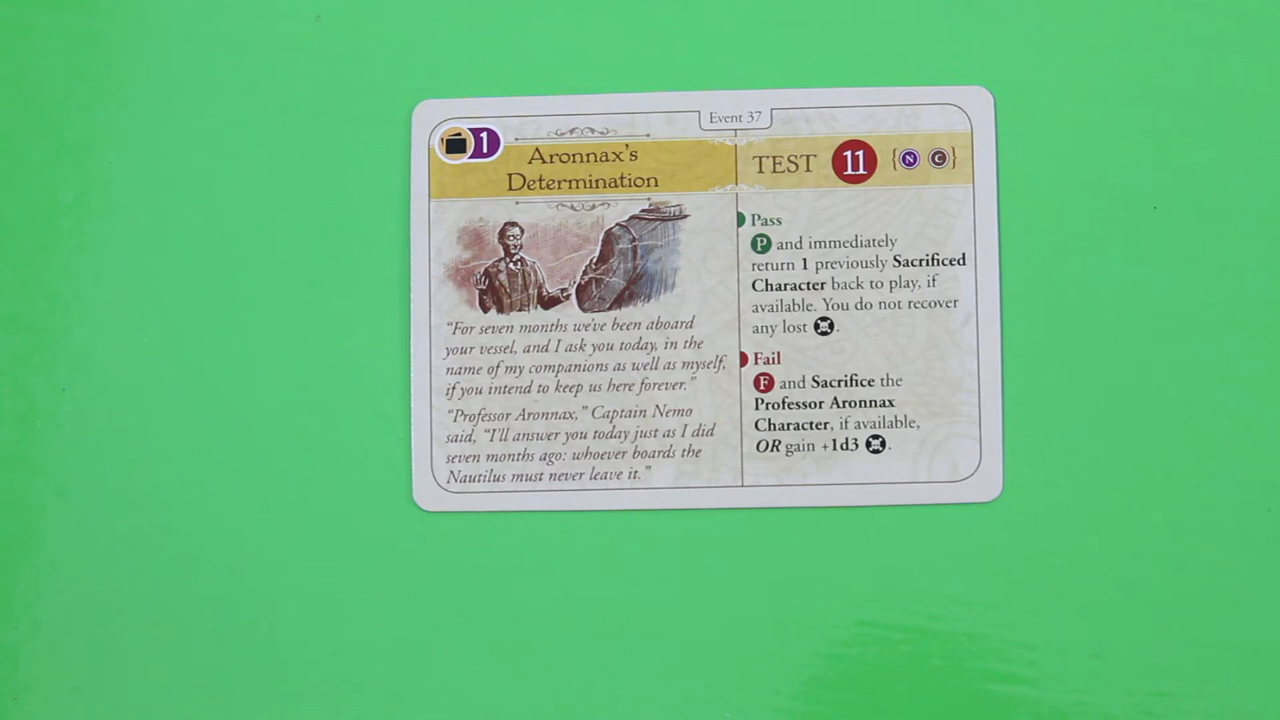 Event 37
1
Aronnax's
Determination
"For seven months we've been aboard
your vessel, and I ask you today, in the
name of my companions as well as myself,
if you intend to keep us here forever."
"Professor Aronnax," Captain Nemo
said, "I'll answer you today just as I did
seven months ago: whoever boards the
Nautilus must never leave it."
TEST 11 {N C}
Pass
P and immediately
return 1 previously Sacrificed
Character back to play, if
available. You do not recover
any lost .
Fail
F and Sacrifice the
Professor Aronnax
Character, if available,
OR gain +1d3 .